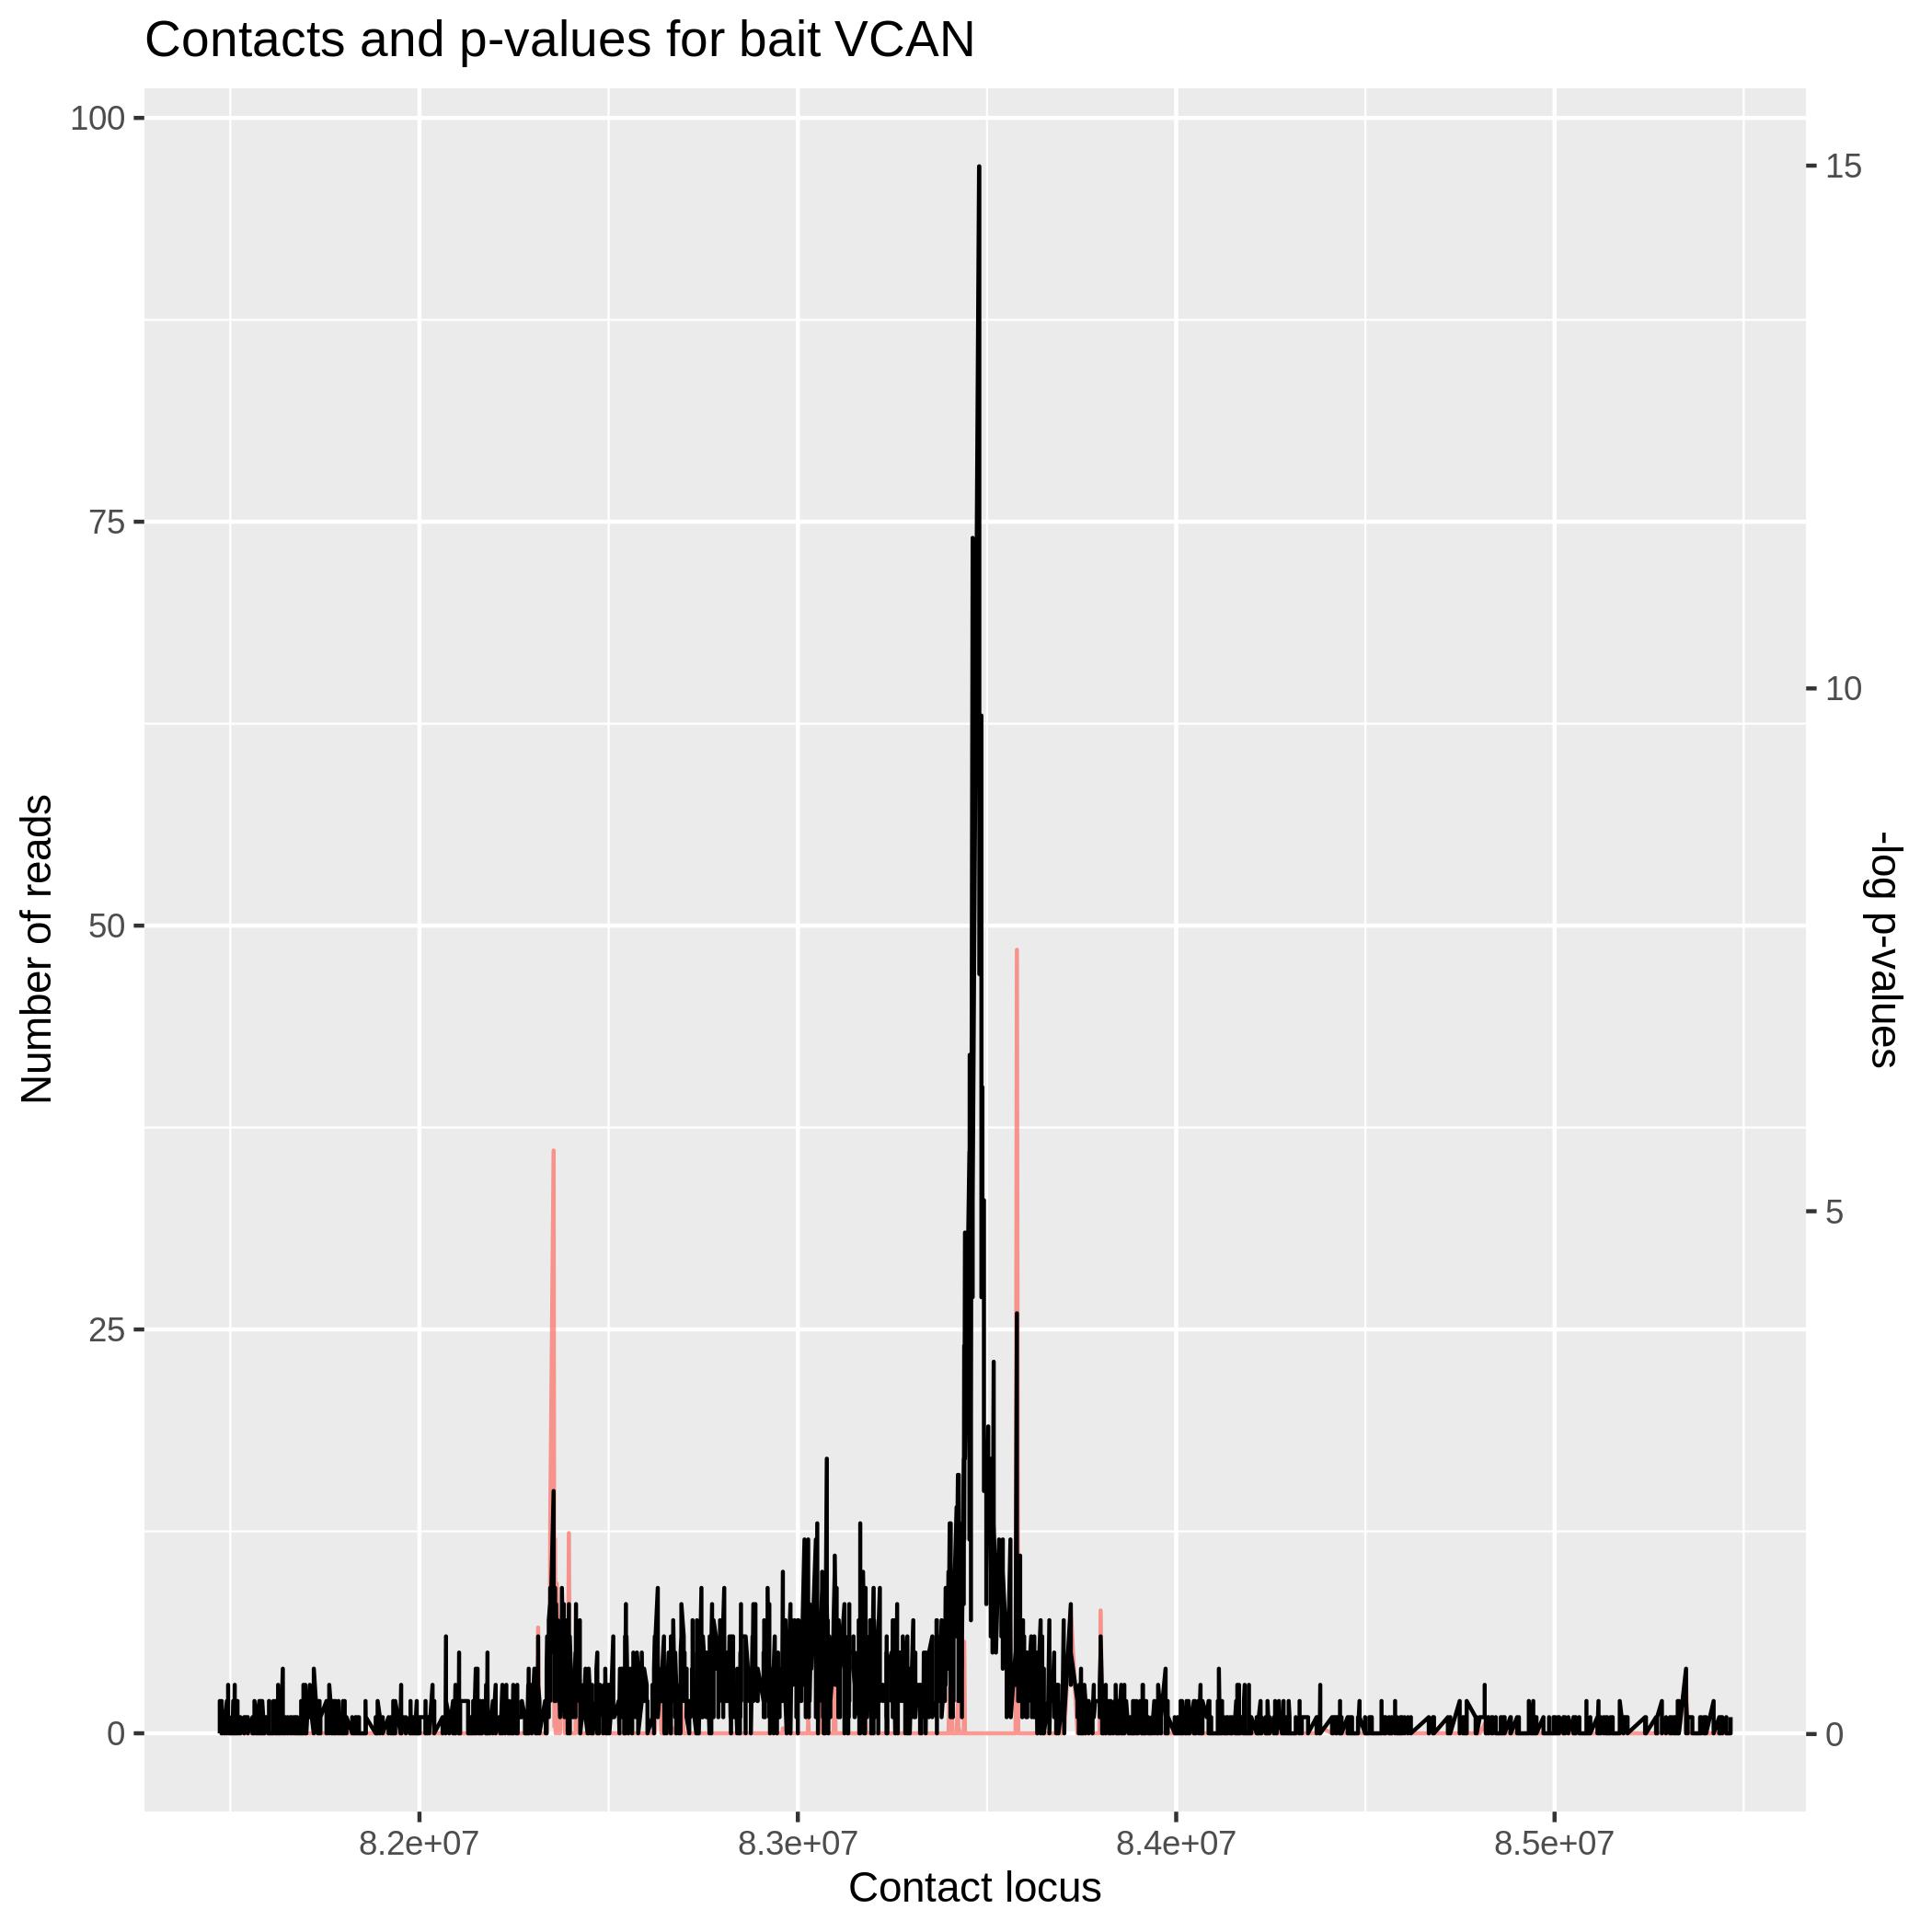 Contacts and p-values for bait VCAN
100
75
50
25
0
Number of reads
15
10
5
0
-log p-values
8.2e+07 8.3e+07 8.4e+07 8.5e+07
Contact locus